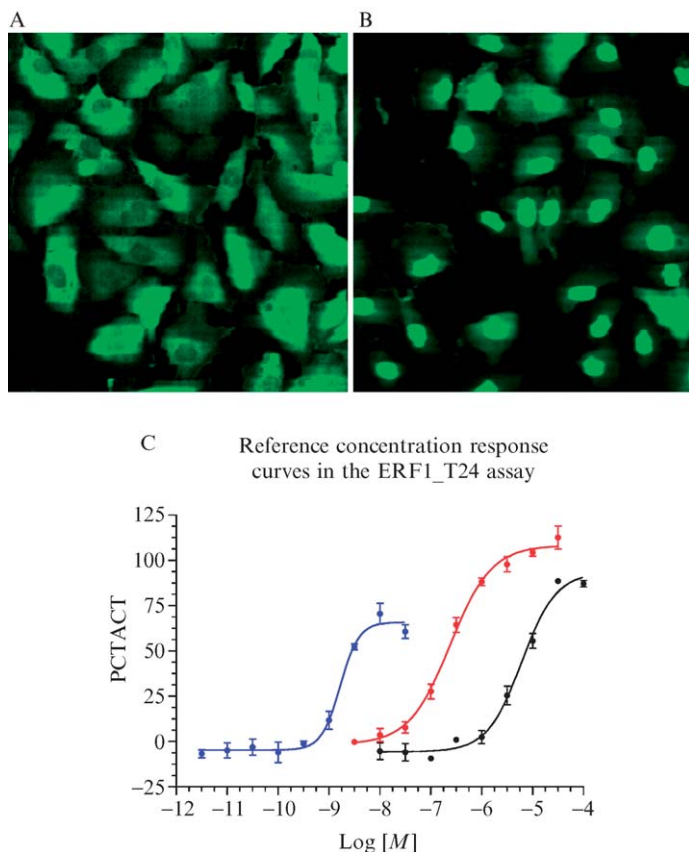 A
B
C
Reference concentration response
curves in the ERF1_T24 assay
125
100
75
50
25
0
−25
PCTACT
−12 −11 −10 −9 −8 −7 −6 −5 −4
Log [M]